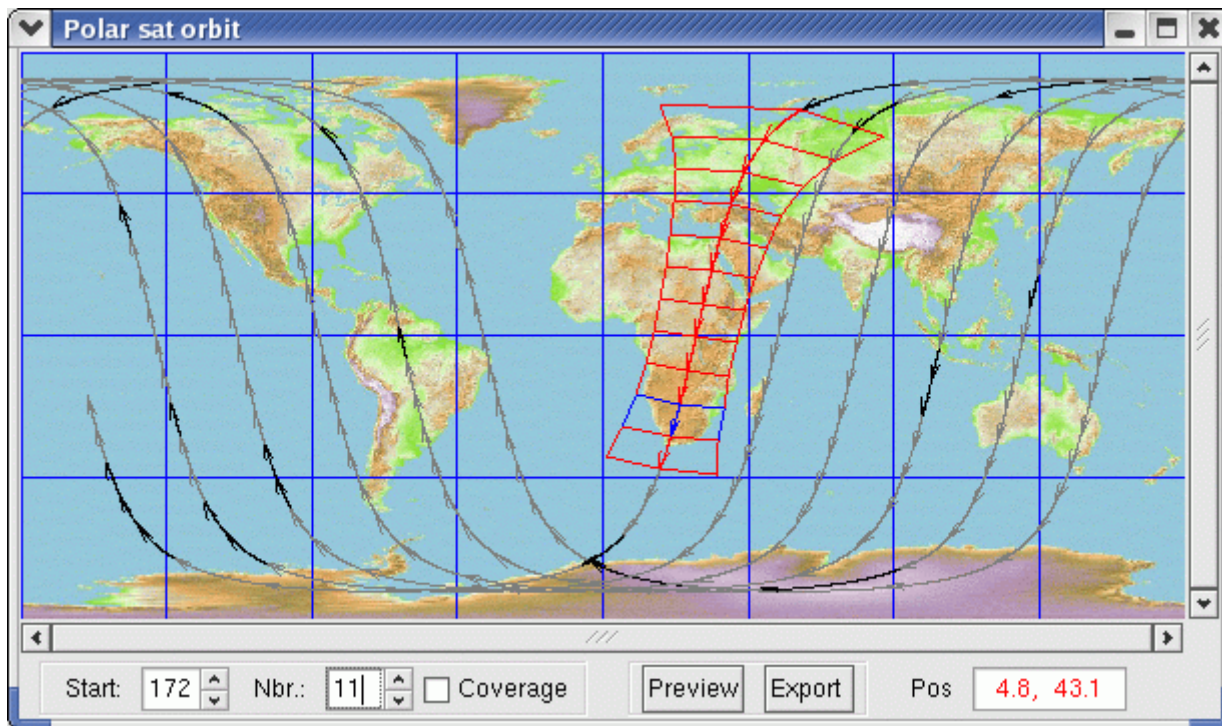 Polar sat orbit
Start: 172 Nbr.: 11 Coverage Preview Export Pos 4.8, 43.1